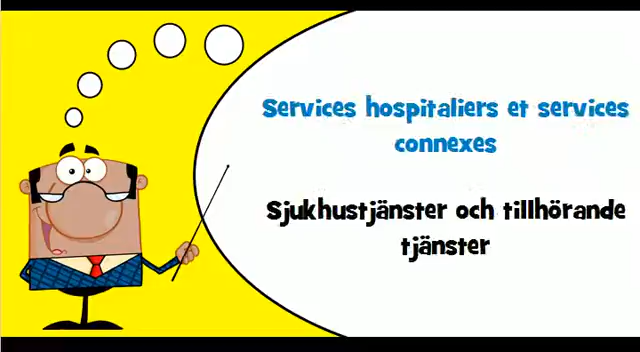 Services hospitaliers et services
connexes
Sjukhustjänster och tillhörande
tjänster